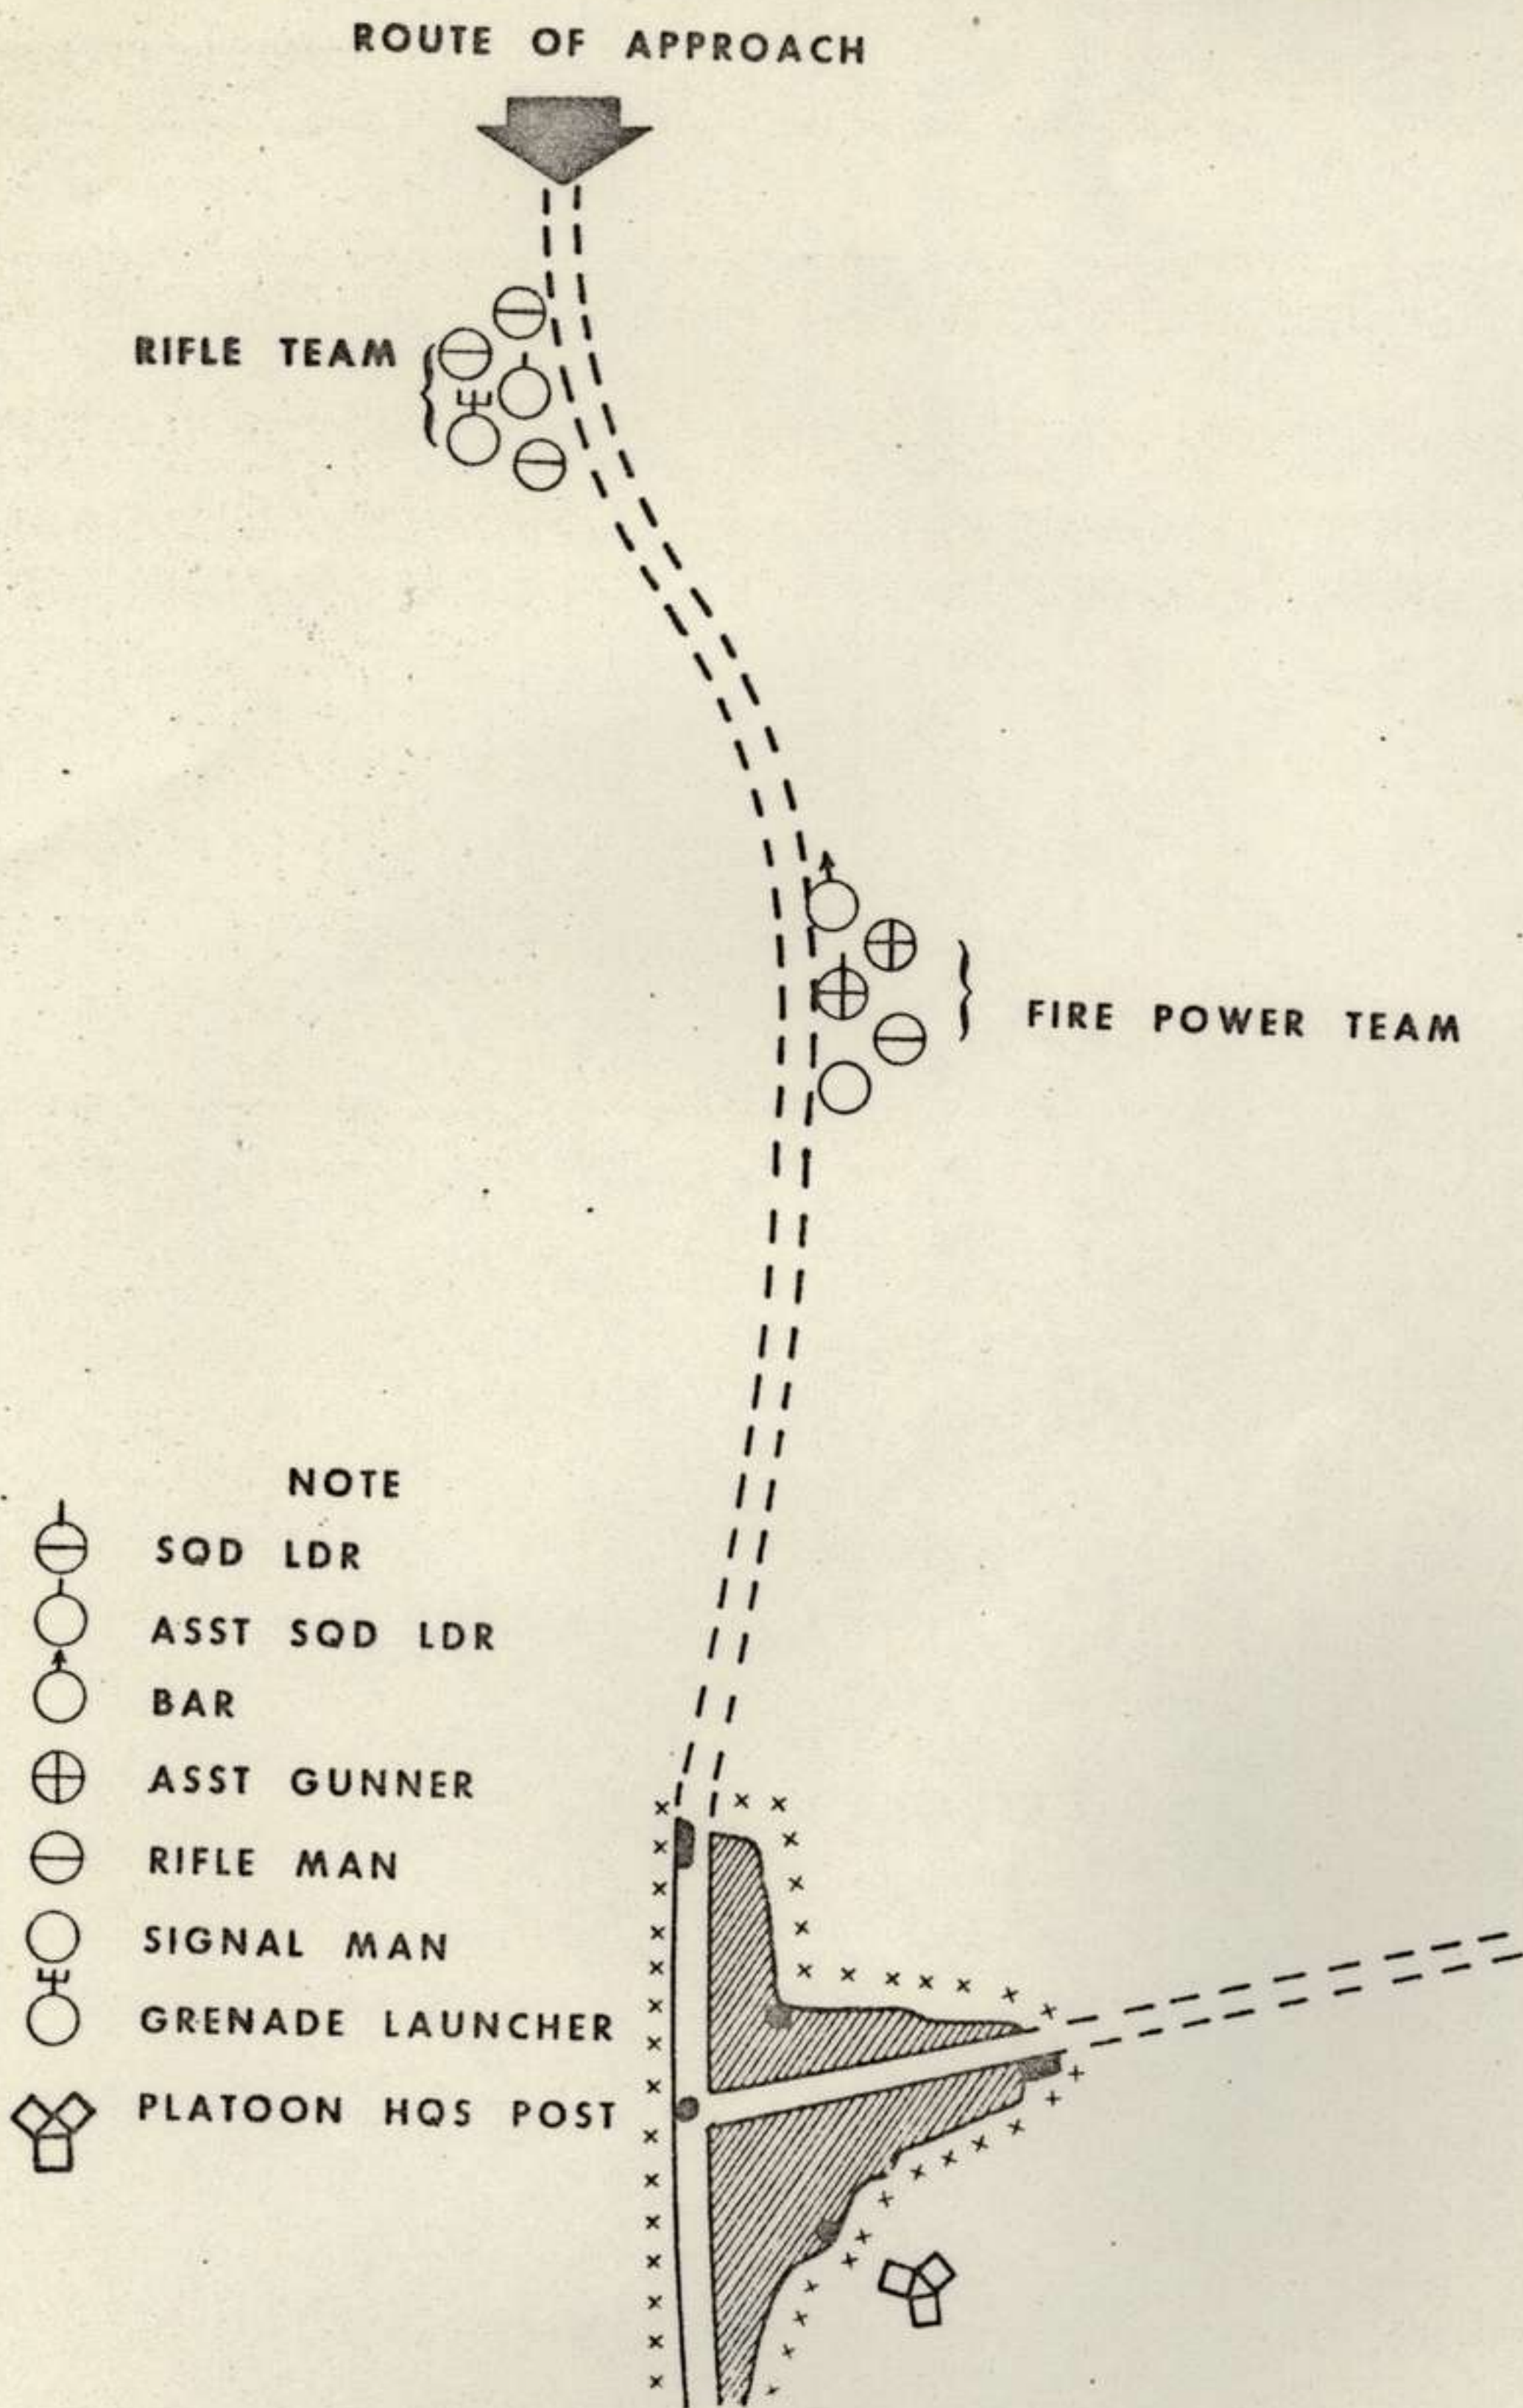 ROUTE OF APPROACH
RIFLE TEAM
FIRE POWER TEAM
NOTE
SQD LDR
ASST SQD LDR
BAR
ASST GUNNER
RIFLE MAN
SIGNAL MAN
GRENADE LAUNCHER
PLATOON HQS POST